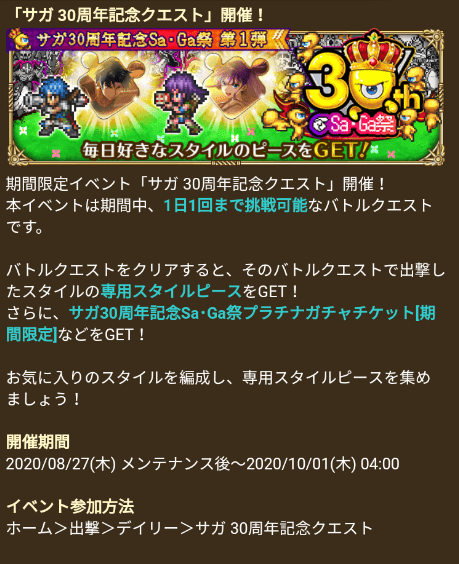 「サガ 30周年記念クエスト」開催！
サガ30周年記念Sa・Ga祭 第1弾
30th
Sa・Ga祭
毎日好きなスタイルのピースをGET!
期間限定イベント「サガ 30周年記念クエスト」開催！
本イベントは期間中、1日1回まで挑戦可能なバトルクエスト
です。
バトルクエストをクリアすると、そのバトルクエストで出撃し
たスタイルの専用スタイルピースをGET！
さらに、サガ30周年記念Sa･Ga祭プラチナガチャチケット[期
間限定]などをGET！
お気に入りのスタイルを編成し、専用スタイルピースを集め
ましょう！
開催期間
2020/08/27(木) メンテナンス後～2020/10/01(木) 04:00
イベント参加方法
ホーム＞出撃＞デイリー＞サガ 30周年記念クエスト